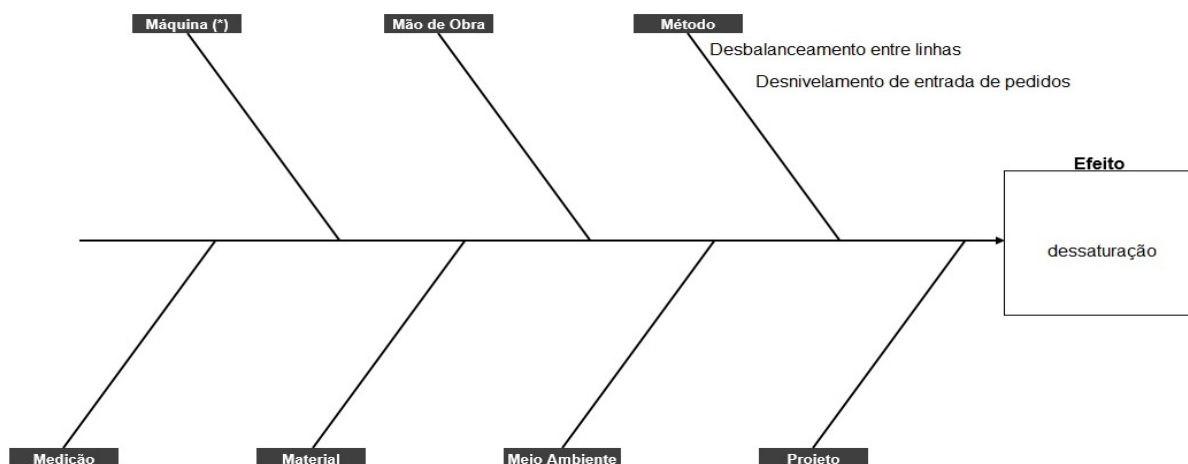 Máquina (*)
Mão de Obra
Método
Desbalanceamento entre linhas
Desnivelamento de entrada de pedidos
Efeito
dessaturação
Medição
Material
Meio Ambiente
Projeto